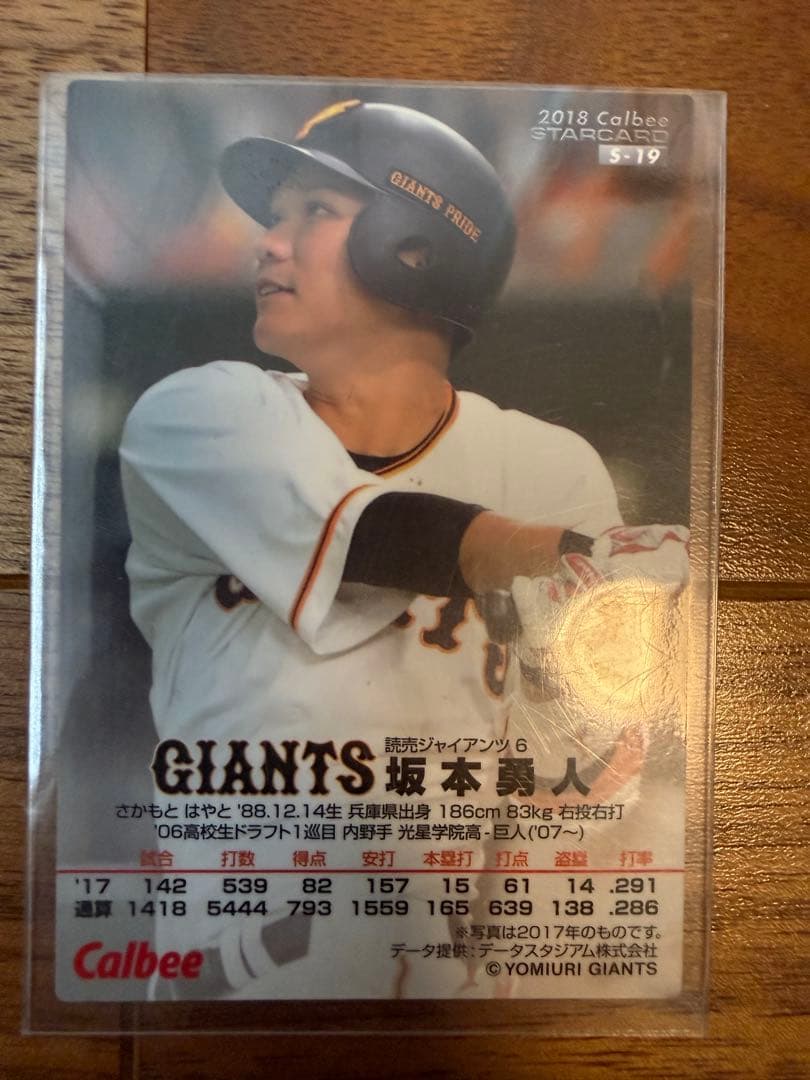 2018 Calbee
STARCARD
S-19
GIANTS PRIDE
GIANTS
読売ジャイアンツ 6
坂本勇人
さかもと はやと '88.12.14生 兵庫県出身 186cm 83kg 右投右打
'06高校生ドラフト1巡目 内野手 光星学院高-巨人('07〜)
試合 打数 得点 安打 本塁打 打点 盗塁 打率
'17 142 539 82 157 15 61 14 .291
通算 1418 5444 793 1559 165 639 138 .286
※写真は2017年のものです。
データ提供:データスタジアム株式会社
Calbee
© YOMIURI GIANTS